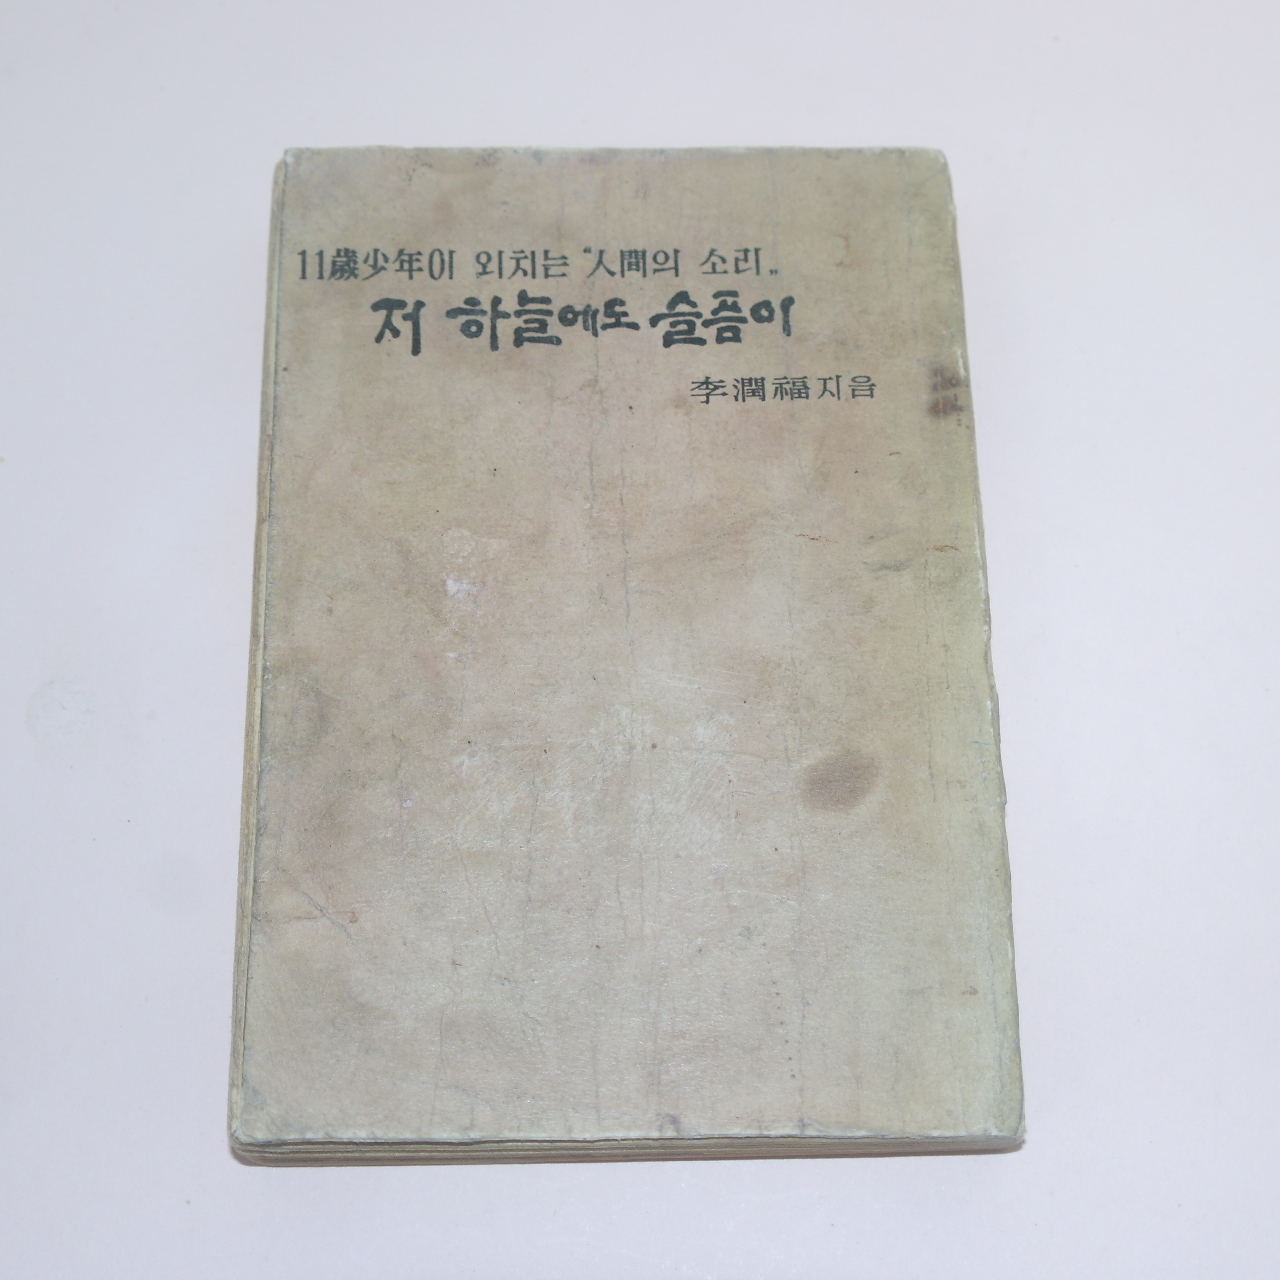 11歲少年이 외치는 “人間의 소리„
저 하늘에도 슬픔이
李潤福지음